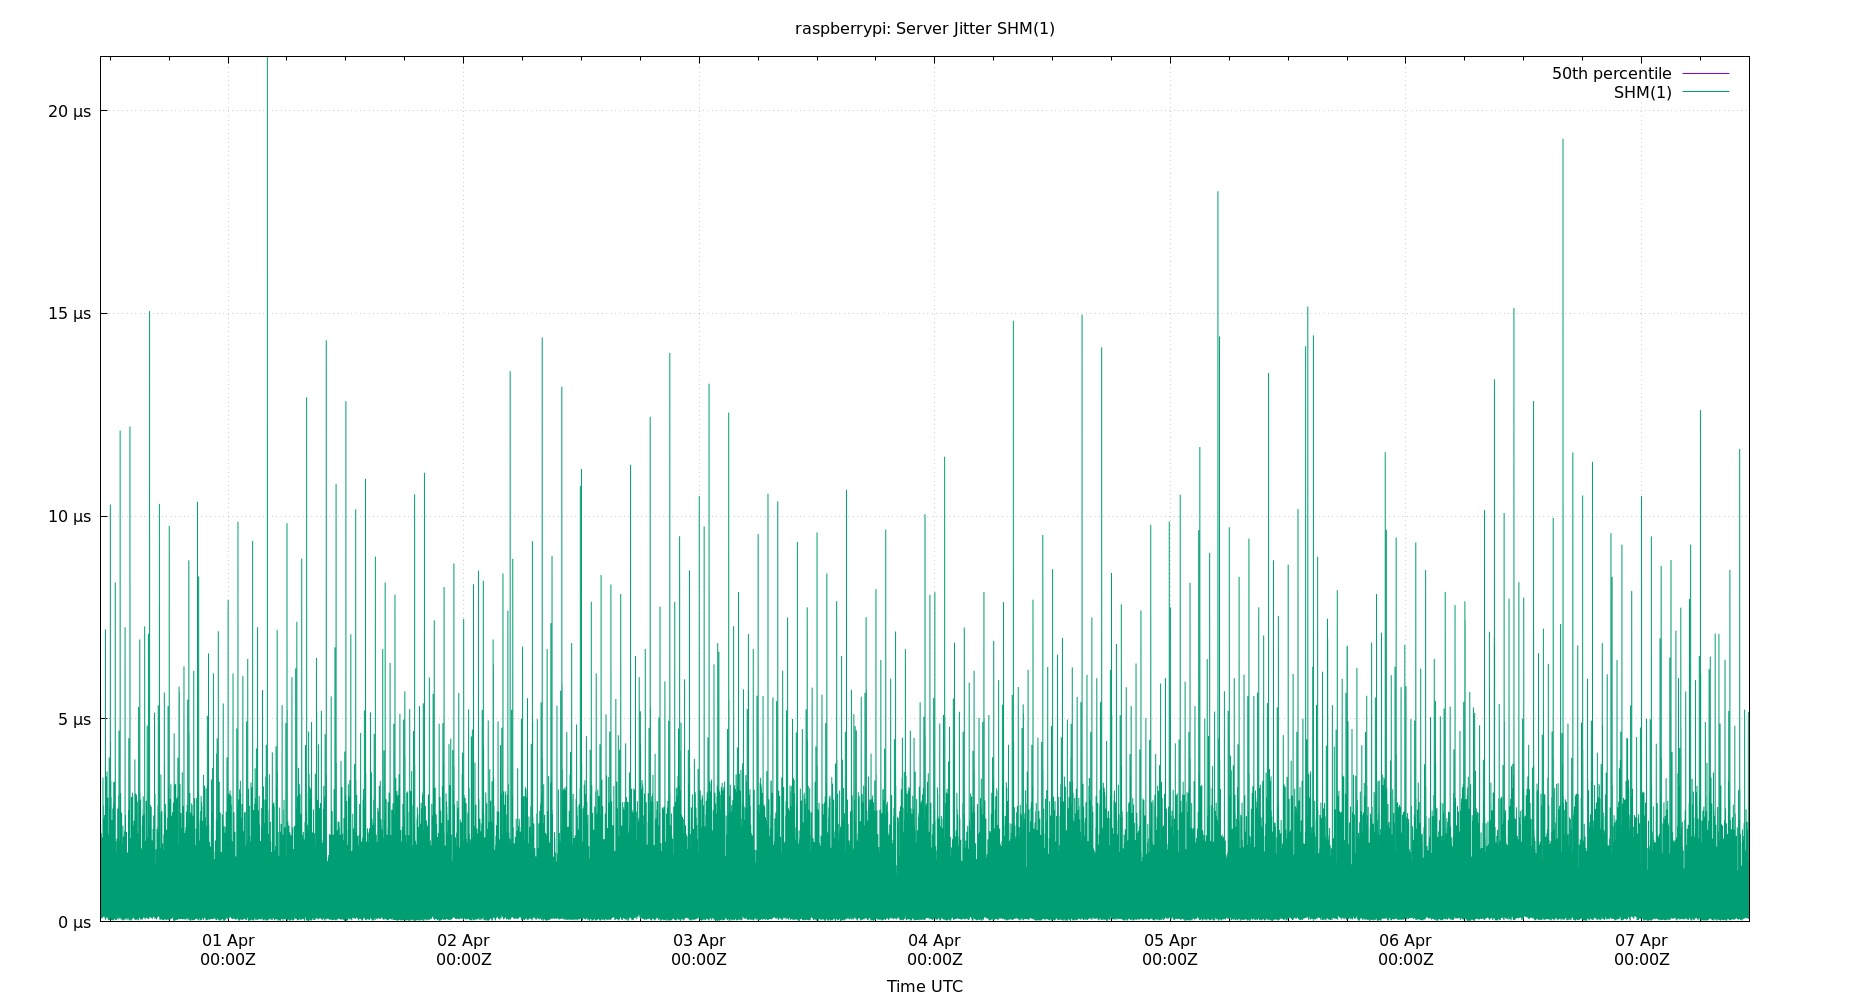 raspberrypi: Server Jitter SHM(1)
50th percentile
SHM(1)
20 µs
15 µs
10 µs
5 µs
0 µs
01 Apr 02 Apr 03 Apr 04 Apr 05 Apr 06 Apr 07 Apr
00:00Z 00:00Z 00:00Z 00:00Z 00:00Z 00:00Z 00:00Z
Time UTC